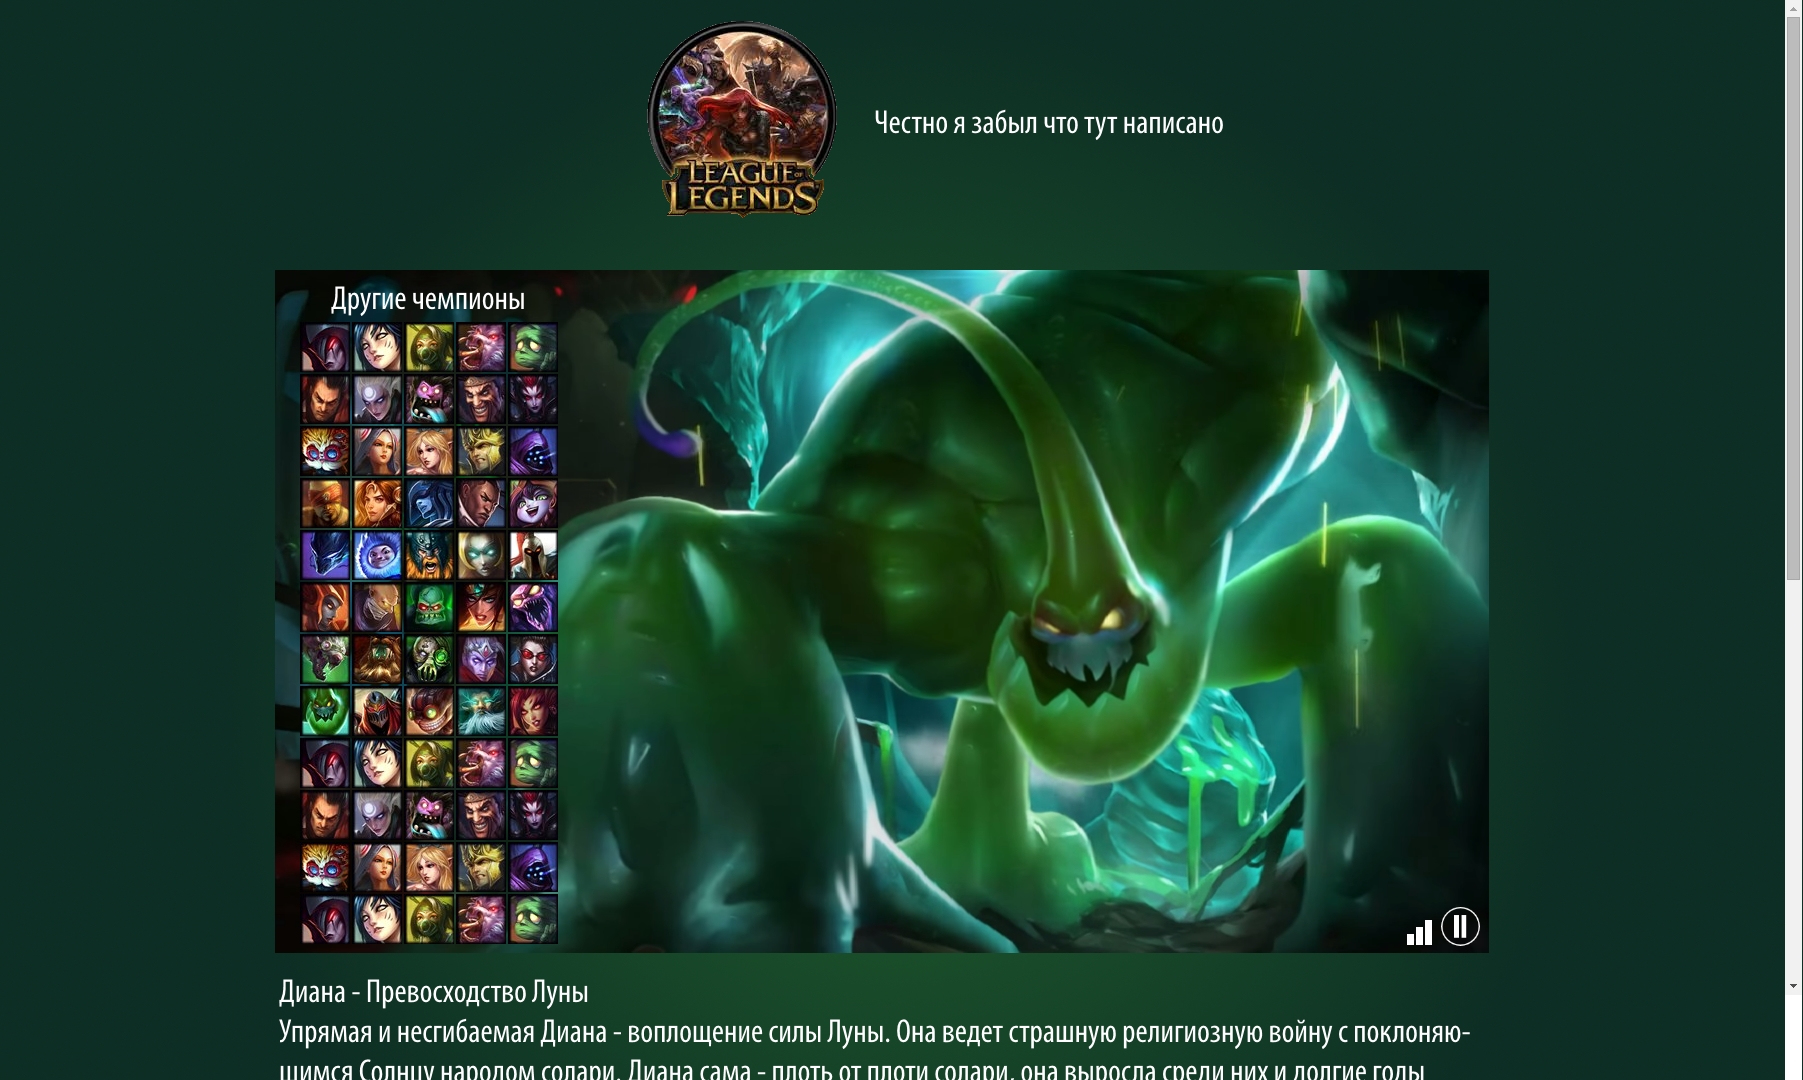 LEAGUE OF
LEGENDS
Честно я забыл что тут написано
Другие чемпионы
Диана - Превосходство Луны
Упрямая и несгибаемая Диана - воплощение силы Луны. Она ведет страшную религиозную войну с поклоняю-
щимся Солнцу народом солари. Диана сама - плоть от плоти солари, она выросла среди них и долгие годы